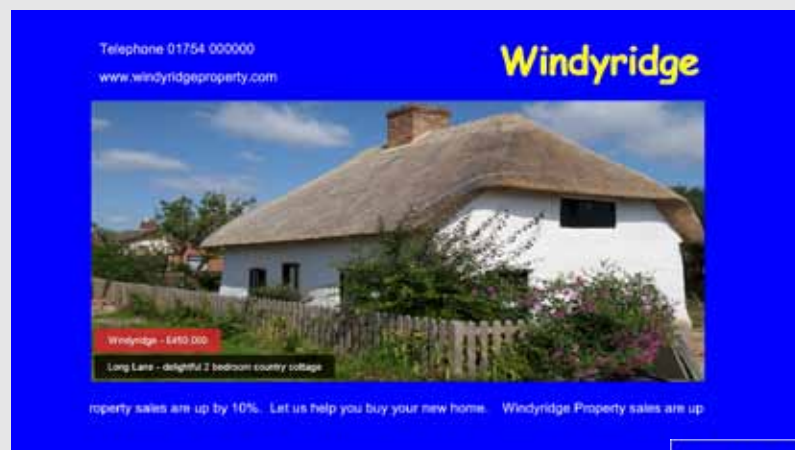 Telephone 01754 000000
www.windyridgeproperty.com
Windyridge
Windyridge - £450,000
Long Lane - delightful 2 bedroom country cottage
roperty sales are up by 10%. Let us help you buy your new home. Windyridge Property sales are up